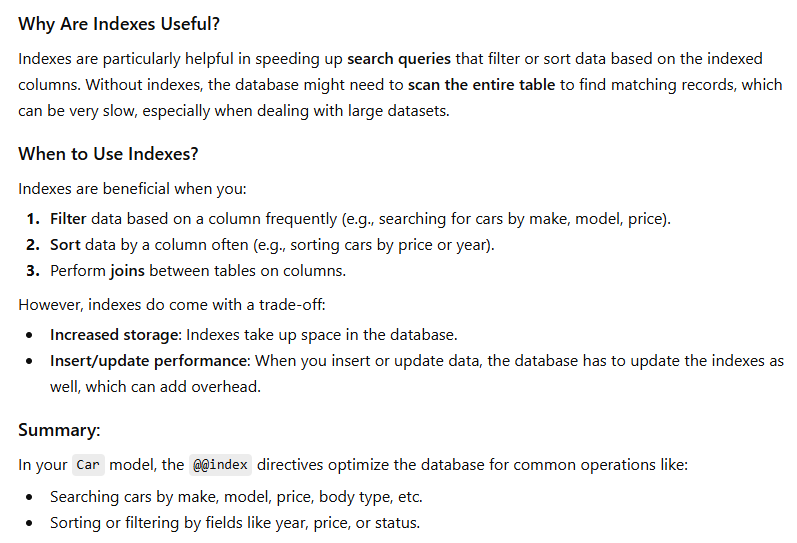 Why Are Indexes Useful?
Indexes are particularly helpful in speeding up search queries that filter or sort data based on the indexed
columns. Without indexes, the database might need to scan the entire table to find matching records, which
can be very slow, especially when dealing with large datasets.
When to Use Indexes?
Indexes are beneficial when you:
1. Filter data based on a column frequently (e.g., searching for cars by make, model, price).
2. Sort data by a column often (e.g., sorting cars by price or year).
3. Perform joins between tables on columns.
However, indexes do come with a trade-off:
• Increased storage: Indexes take up space in the database.
• Insert/update performance: When you insert or update data, the database has to update the indexes as
well, which can add overhead.
Summary:
In your Car model, the @@index directives optimize the database for common operations like:
• Searching cars by make, model, price, body type, etc.
• Sorting or filtering by fields like year, price, or status.